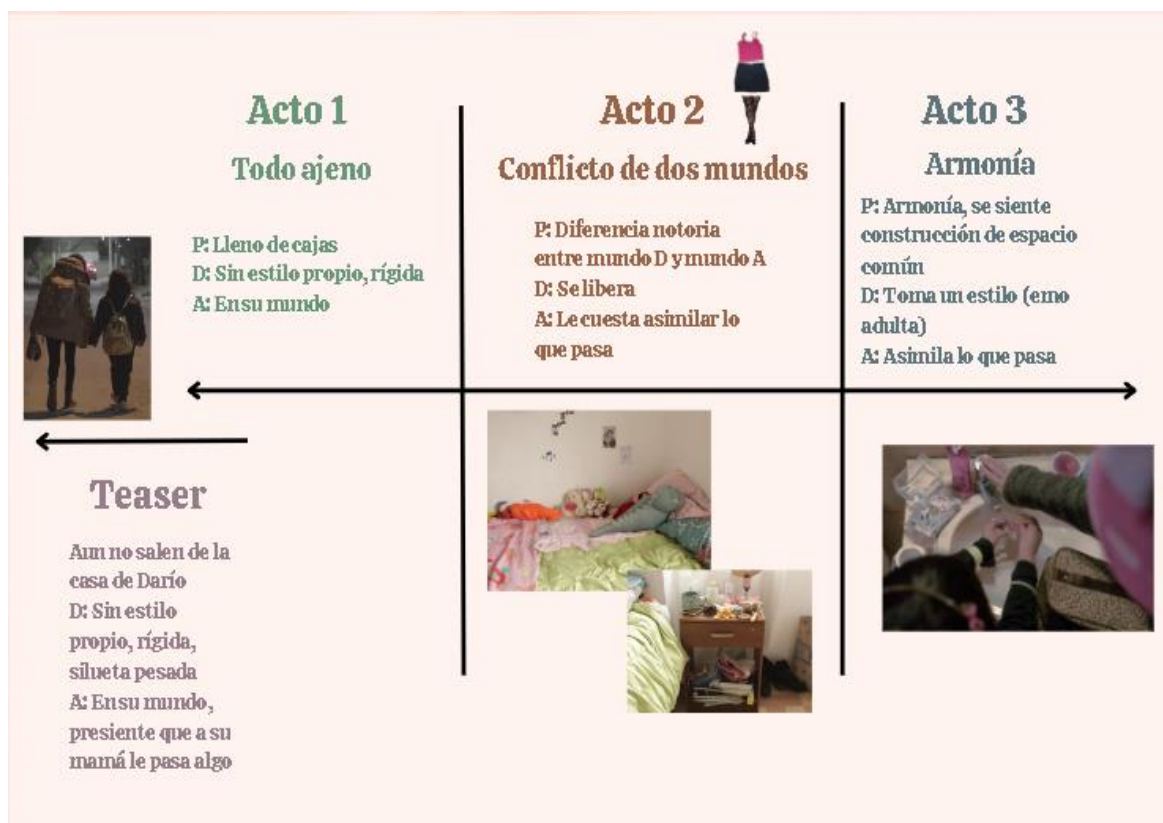 Acto 1
Todo ajeno
P: Lleno de cajas
D: Sin estilo propio, rígida
A: En su mundo
Acto 2
Conflicto de dos mundos
P: Diferencia notoria
entre mundo D y mundo A
D: Se libera
A: Le cuesta asimilar lo
que pasa
Acto 3
Armonía
P: Armonía, se siente
construcción de espacio
común
D: Toma un estilo (emo
adulta)
A: Asimila lo que pasa
Teaser
Aun no salen de la
casa de Darío
D: Sin estilo
propio, rígida,
silueta pesada
A: En su mundo,
presiente que a su
mamá le pasa algo